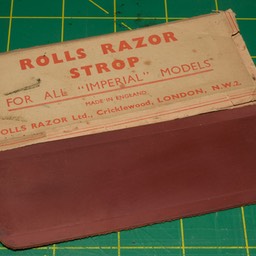 ROLLS RAZOR
STROP
FOR ALL "IMPERIAL" MODELS
MADE IN ENGLAND
ROLLS RAZOR Ltd., Cricklewood, LONDON, N.W.2.